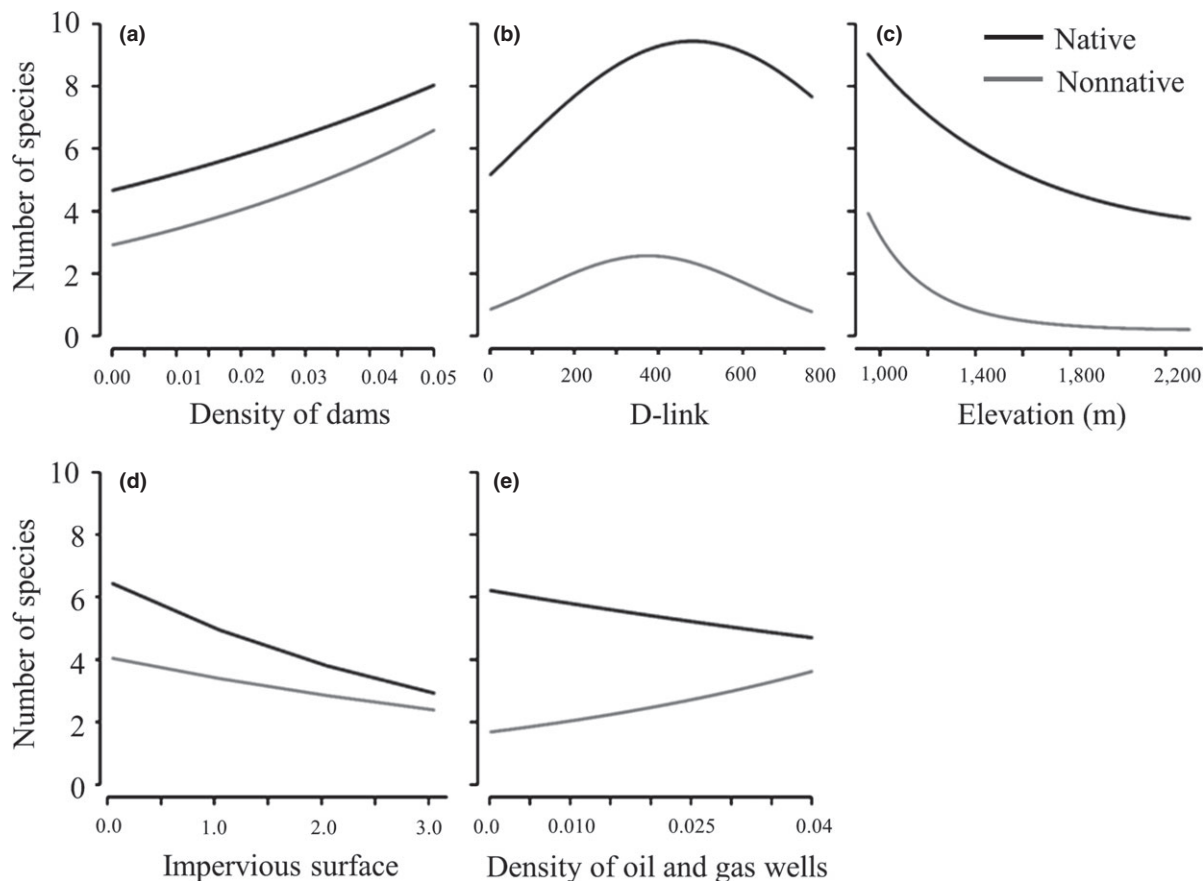 10
8
6
4
2
0
Number of species
(a)
0.00 0.01 0.02 0.03 0.04 0.05
Density of dams
(b)
0 200 400 600 800
D-link
(c)
Native
Nonnative
1,000 1,400 1,800 2,200
Elevation (m)
10
8
6
4
2
0
Number of species
(d)
0.0 1.0 2.0 3.0
Impervious surface
(e)
0.0 0.010 0.025 0.04
Density of oil and gas wells